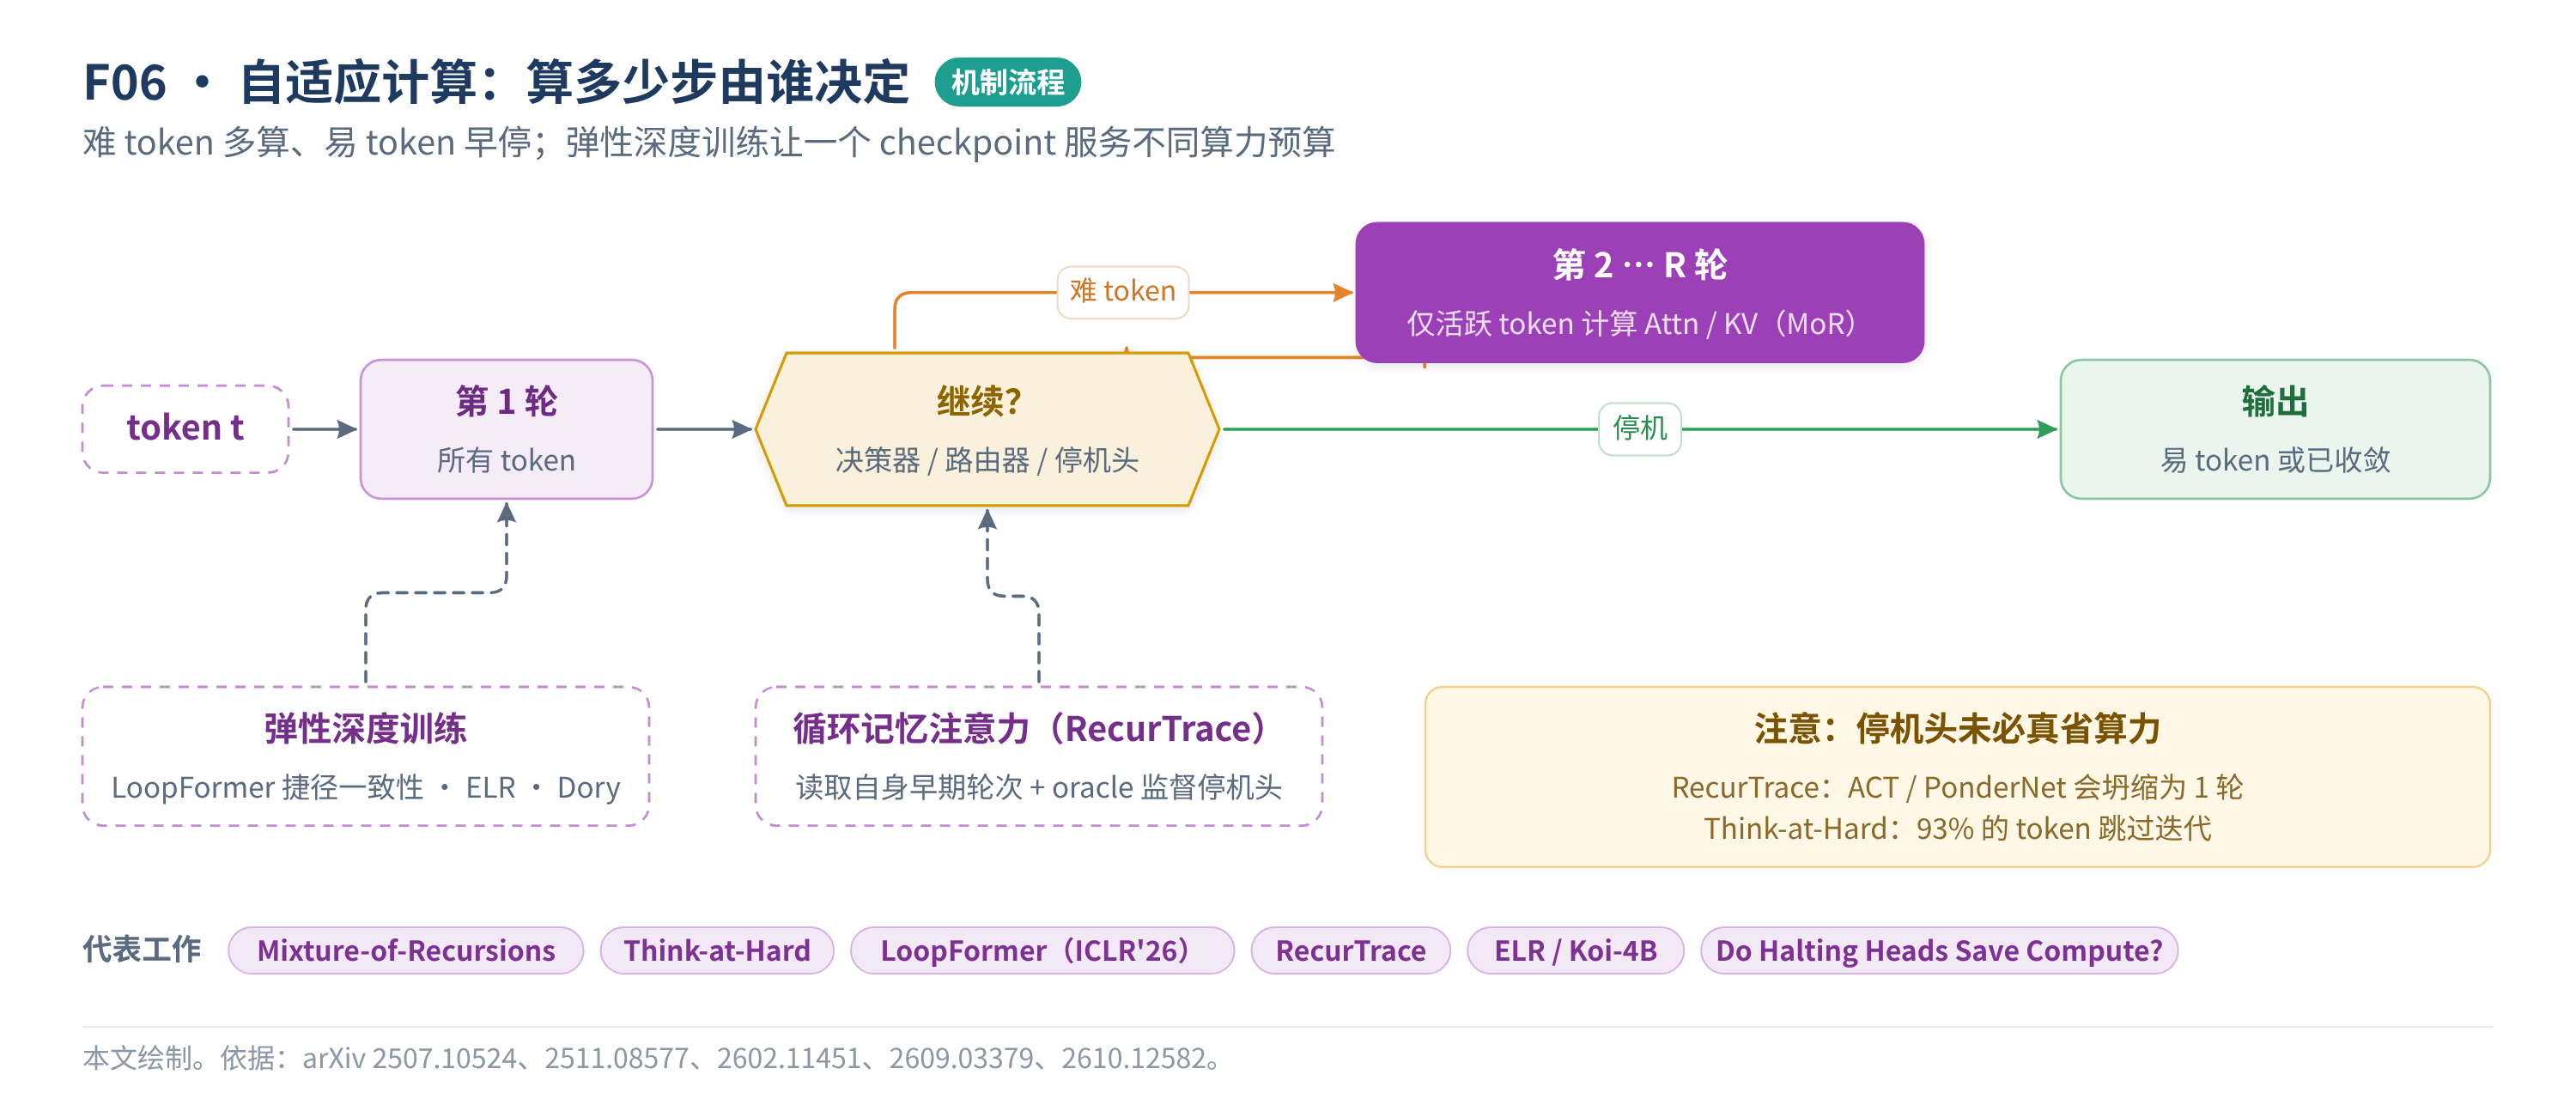 F06 · 自适应计算：算多少步由谁决定 机制流程
难 token 多算、易 token 早停；弹性深度训练让一个 checkpoint 服务不同算力预算
难 token
第 2 ⋯ R 轮
仅活跃 token 计算 Attn / KV（MoR）
token t
第 1 轮
所有 token
继续？
决策器 / 路由器 / 停机头
停机
输出
易 token 或已收敛
弹性深度训练
LoopFormer 捷径一致性 · ELR · Dory
循环记忆注意力（RecurTrace）
读取自身早期轮次 + oracle 监督停机头
注意：停机头未必真省算力
RecurTrace：ACT / PonderNet 会坍缩为 1 轮
Think-at-Hard：93% 的 token 跳过迭代
代表工作 Mixture-of-Recursions Think-at-Hard LoopFormer（ICLR'26） RecurTrace ELR / Koi-4B Do Halting Heads Save Compute?
本文绘制。依据：arXiv 2507.10524、2511.08577、2602.11451、2609.03379、2610.12582。